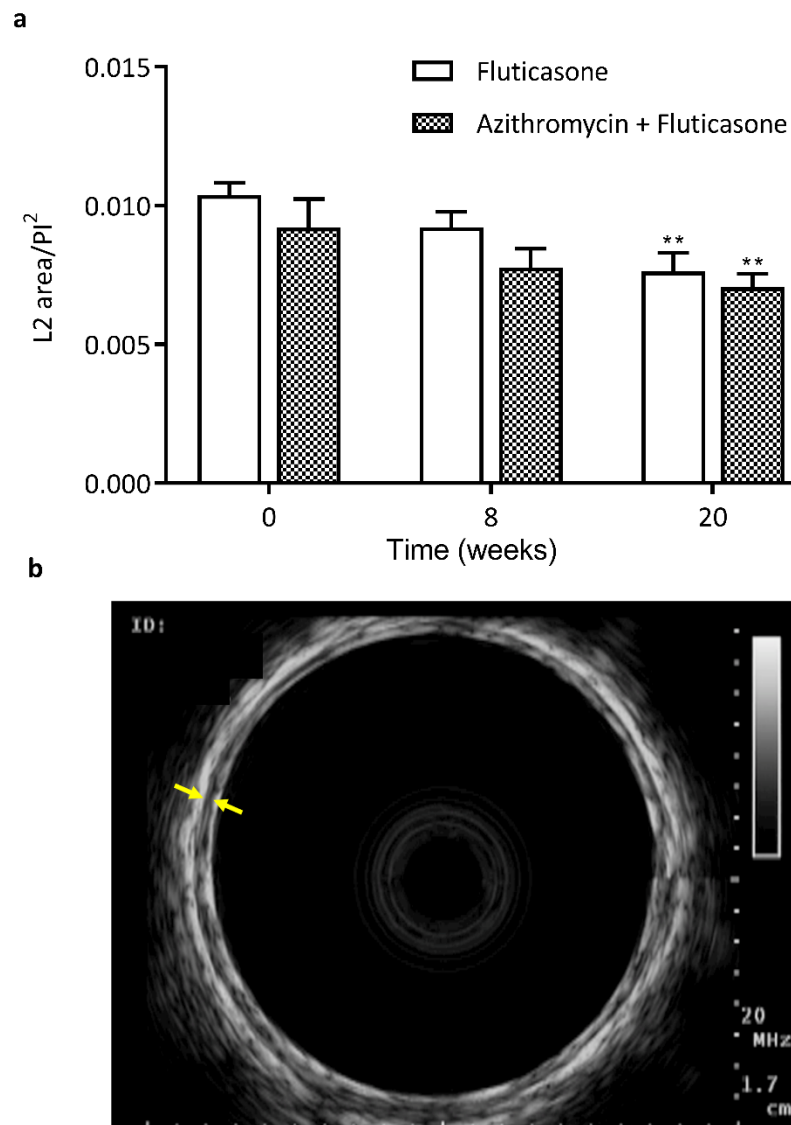 a
0.015
0.010
0.005
0.000
L2 area/PI²
Fluticasone
Azithromycin + Fluticasone
**
**
0
8
20
Time (weeks)
b
ID:
20
MHz
1.7
cm